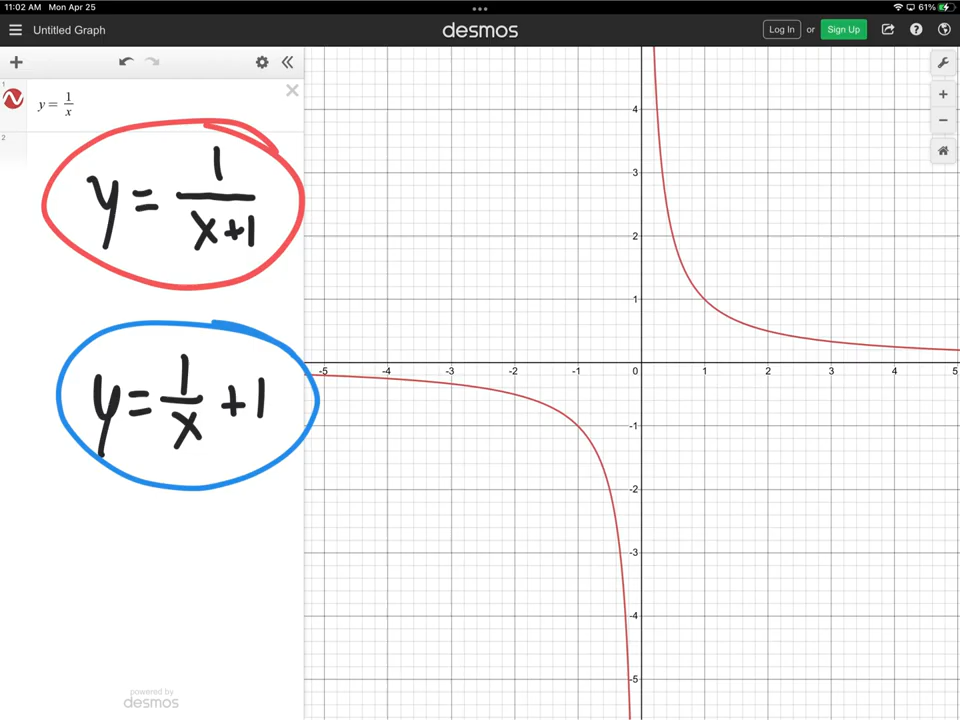 11:02 AM Mon Apr 25
61%
Untitled Graph
desmos
Log In or Sign Up
1
y = 1/x
2
y = 1/(x+1)
y = 1/x + 1
4
3
2
1
-5 -4 -3 -2 -1 0 1 2 3 4 5
-1
-2
-3
-4
-5
powered by
desmos